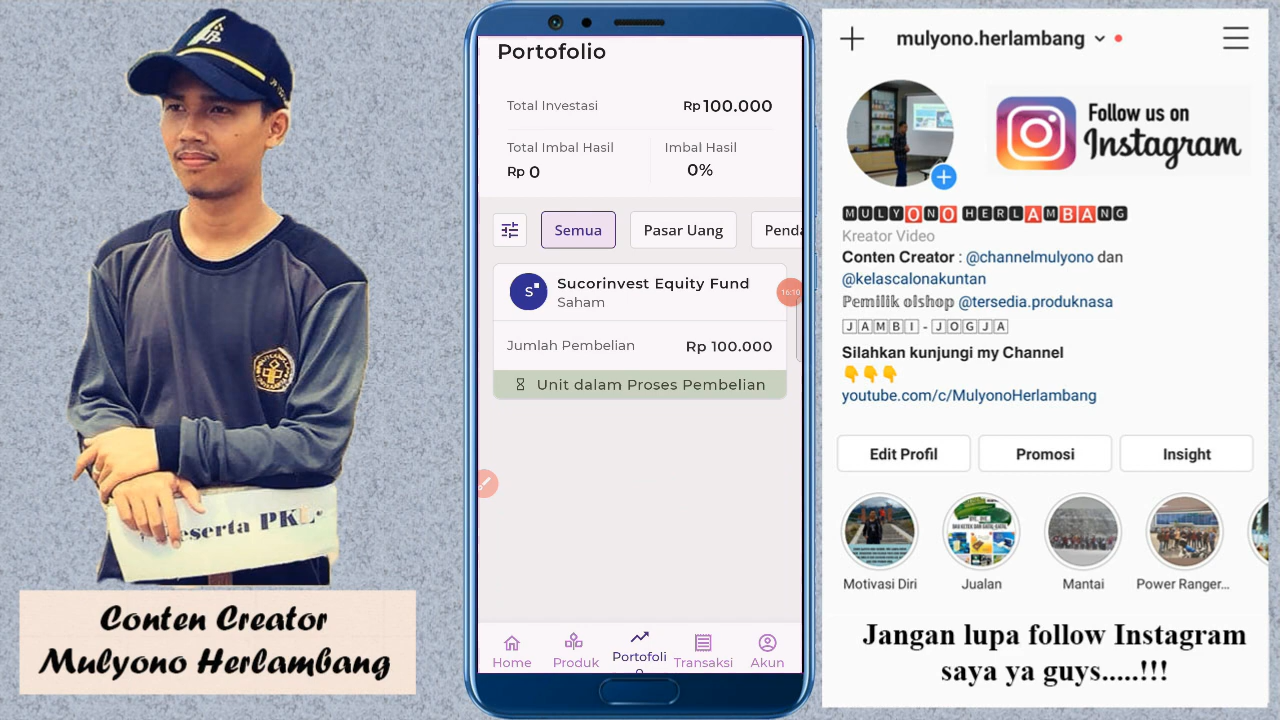 eserta PKL
Conten Creator
Mulyono Herlambang
Portofolio
Total Investasi
Rp 100.000
Total Imbal Hasil
Imbal Hasil
Rp 0
0%
Semua
Pasar Uang
Penda
S
Sucorinvest Equity Fund
Saham
16:10
Jumlah Pembelian
Rp 100.000
Unit dalam Proses Pembelian
Home
Produk
Portofoli
o
Transaksi
Akun
mulyono.herlambang
Follow us on
Instagram
MULYONO HERLAMBANG
Kreator Video
Conten Creator : @channelmulyono dan
@kelascalonakuntan
Pemilik olshop @tersedia.produknasa
JAMBI - JOGJA
Silahkan kunjungi my Channel
👇👇👇
youtube.com/c/MulyonoHerlambang
Edit Profil
Promosi
Insight
Motivasi Diri
Jualan
Mantai
Power Ranger...
Jangan lupa follow Instagram
saya ya guys.....!!!